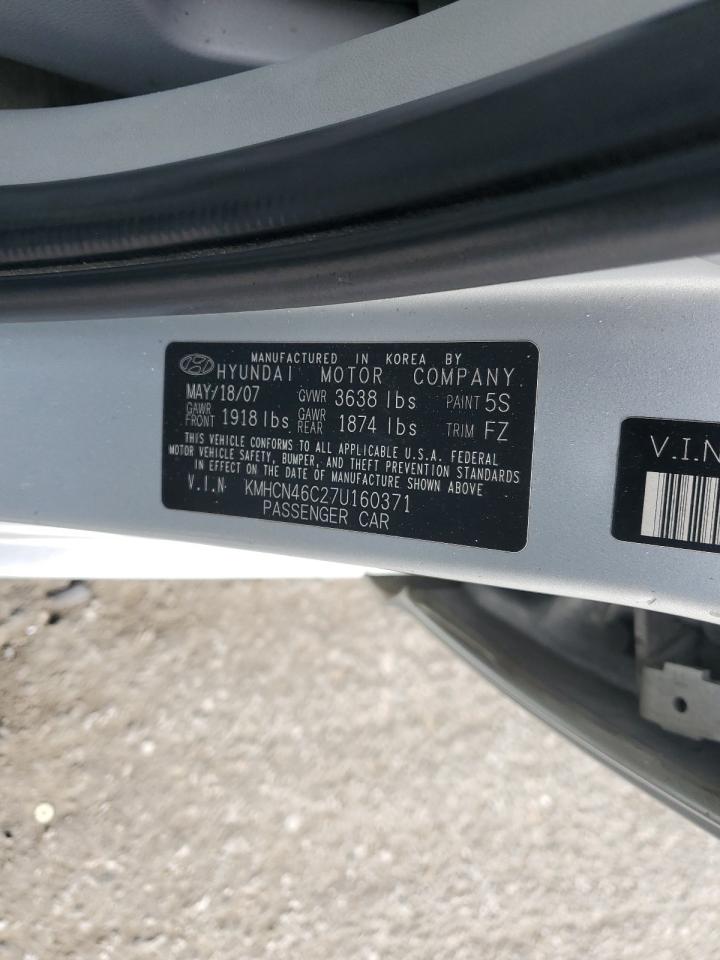 MANUFACTURED IN KOREA BY
HYUNDAI MOTOR COMPANY
MAY/18/07 GVWR 3638 lbs PAINT 5S
GAWR FRONT 1918 lbs GAWR REAR 1874 lbs TRIM FZ
THIS VEHICLE CONFORMS TO ALL APPLICABLE U.S.A. FEDERAL
MOTOR VEHICLE SAFETY, BUMPER, AND THEFT PREVENTION STANDARDS
IN EFFECT ON THE DATE OF MANUFACTURE SHOWN ABOVE
V.I.N KMHCN46C27U160371
PASSENGER CAR
V.I.N